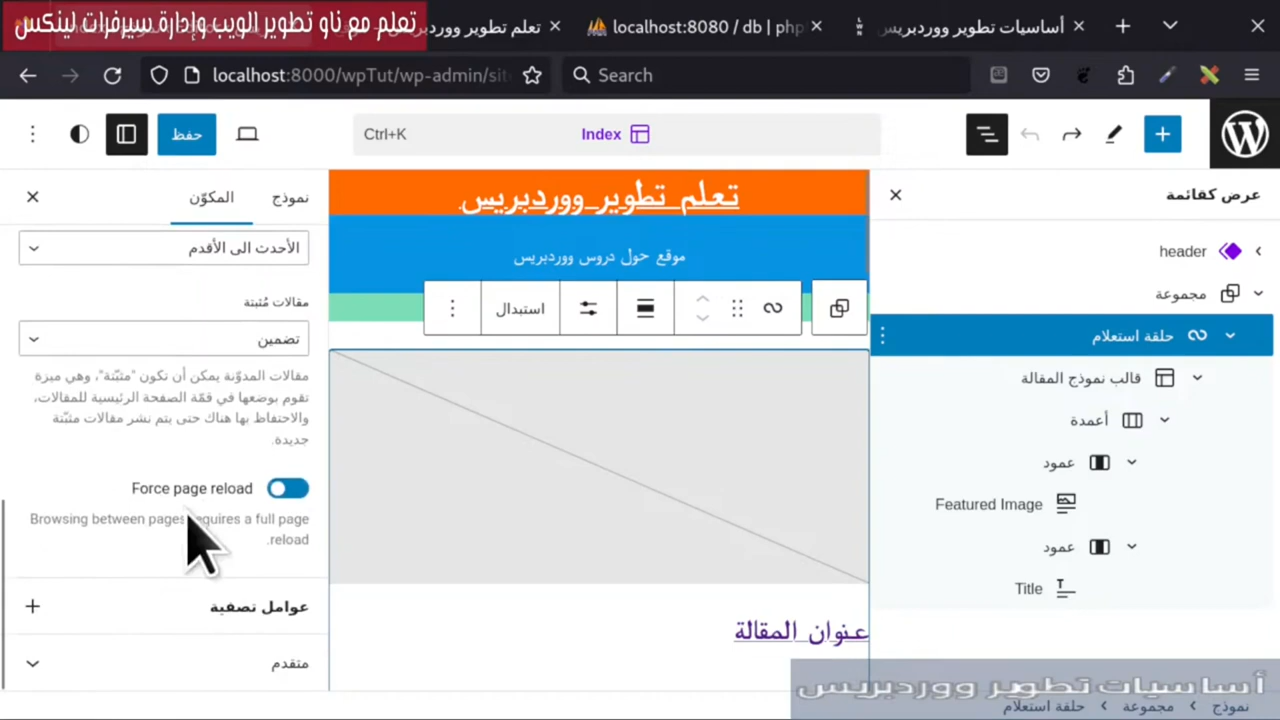 تعلم مع ناو تطوير الويب وإدارة سيرفرات لينكس
تعلم تطوير ووردبريس
localhost:8080 / db | php
أساسيات تطوير ووردبريس
localhost:8000/wpTut/wp-admin/sit
Search
حفظ
Ctrl+K
Index
نموذج
المكوّن
الأحدث الى الأقدم
مقالات مُثبتة
تضمين
مقالات المدوّنة يمكن أن تكون "مثبّتة"، وهي ميزة
تقوم بوضعها في قمّة الصفحة الرئيسية للمقالات،
والاحتفاظ بها هناك حتى يتم نشر مقالات مثبّتة
جديدة.
Force page reload
Browsing between pages requires a full page
reload.
عوامل تصفية
متقدم
تعلم تطوير ووردبريس
موقع حول دروس ووردبريس
استبدال
عنوان المقالة
عرض كقائمة
header
مجموعة
حلقة استعلام
قالب نموذج المقالة
أعمدة
عمود
Featured Image
عمود
Title
أساسيات تطوير ووردبريس
نموذج > مجموعة > حلقة استعلام